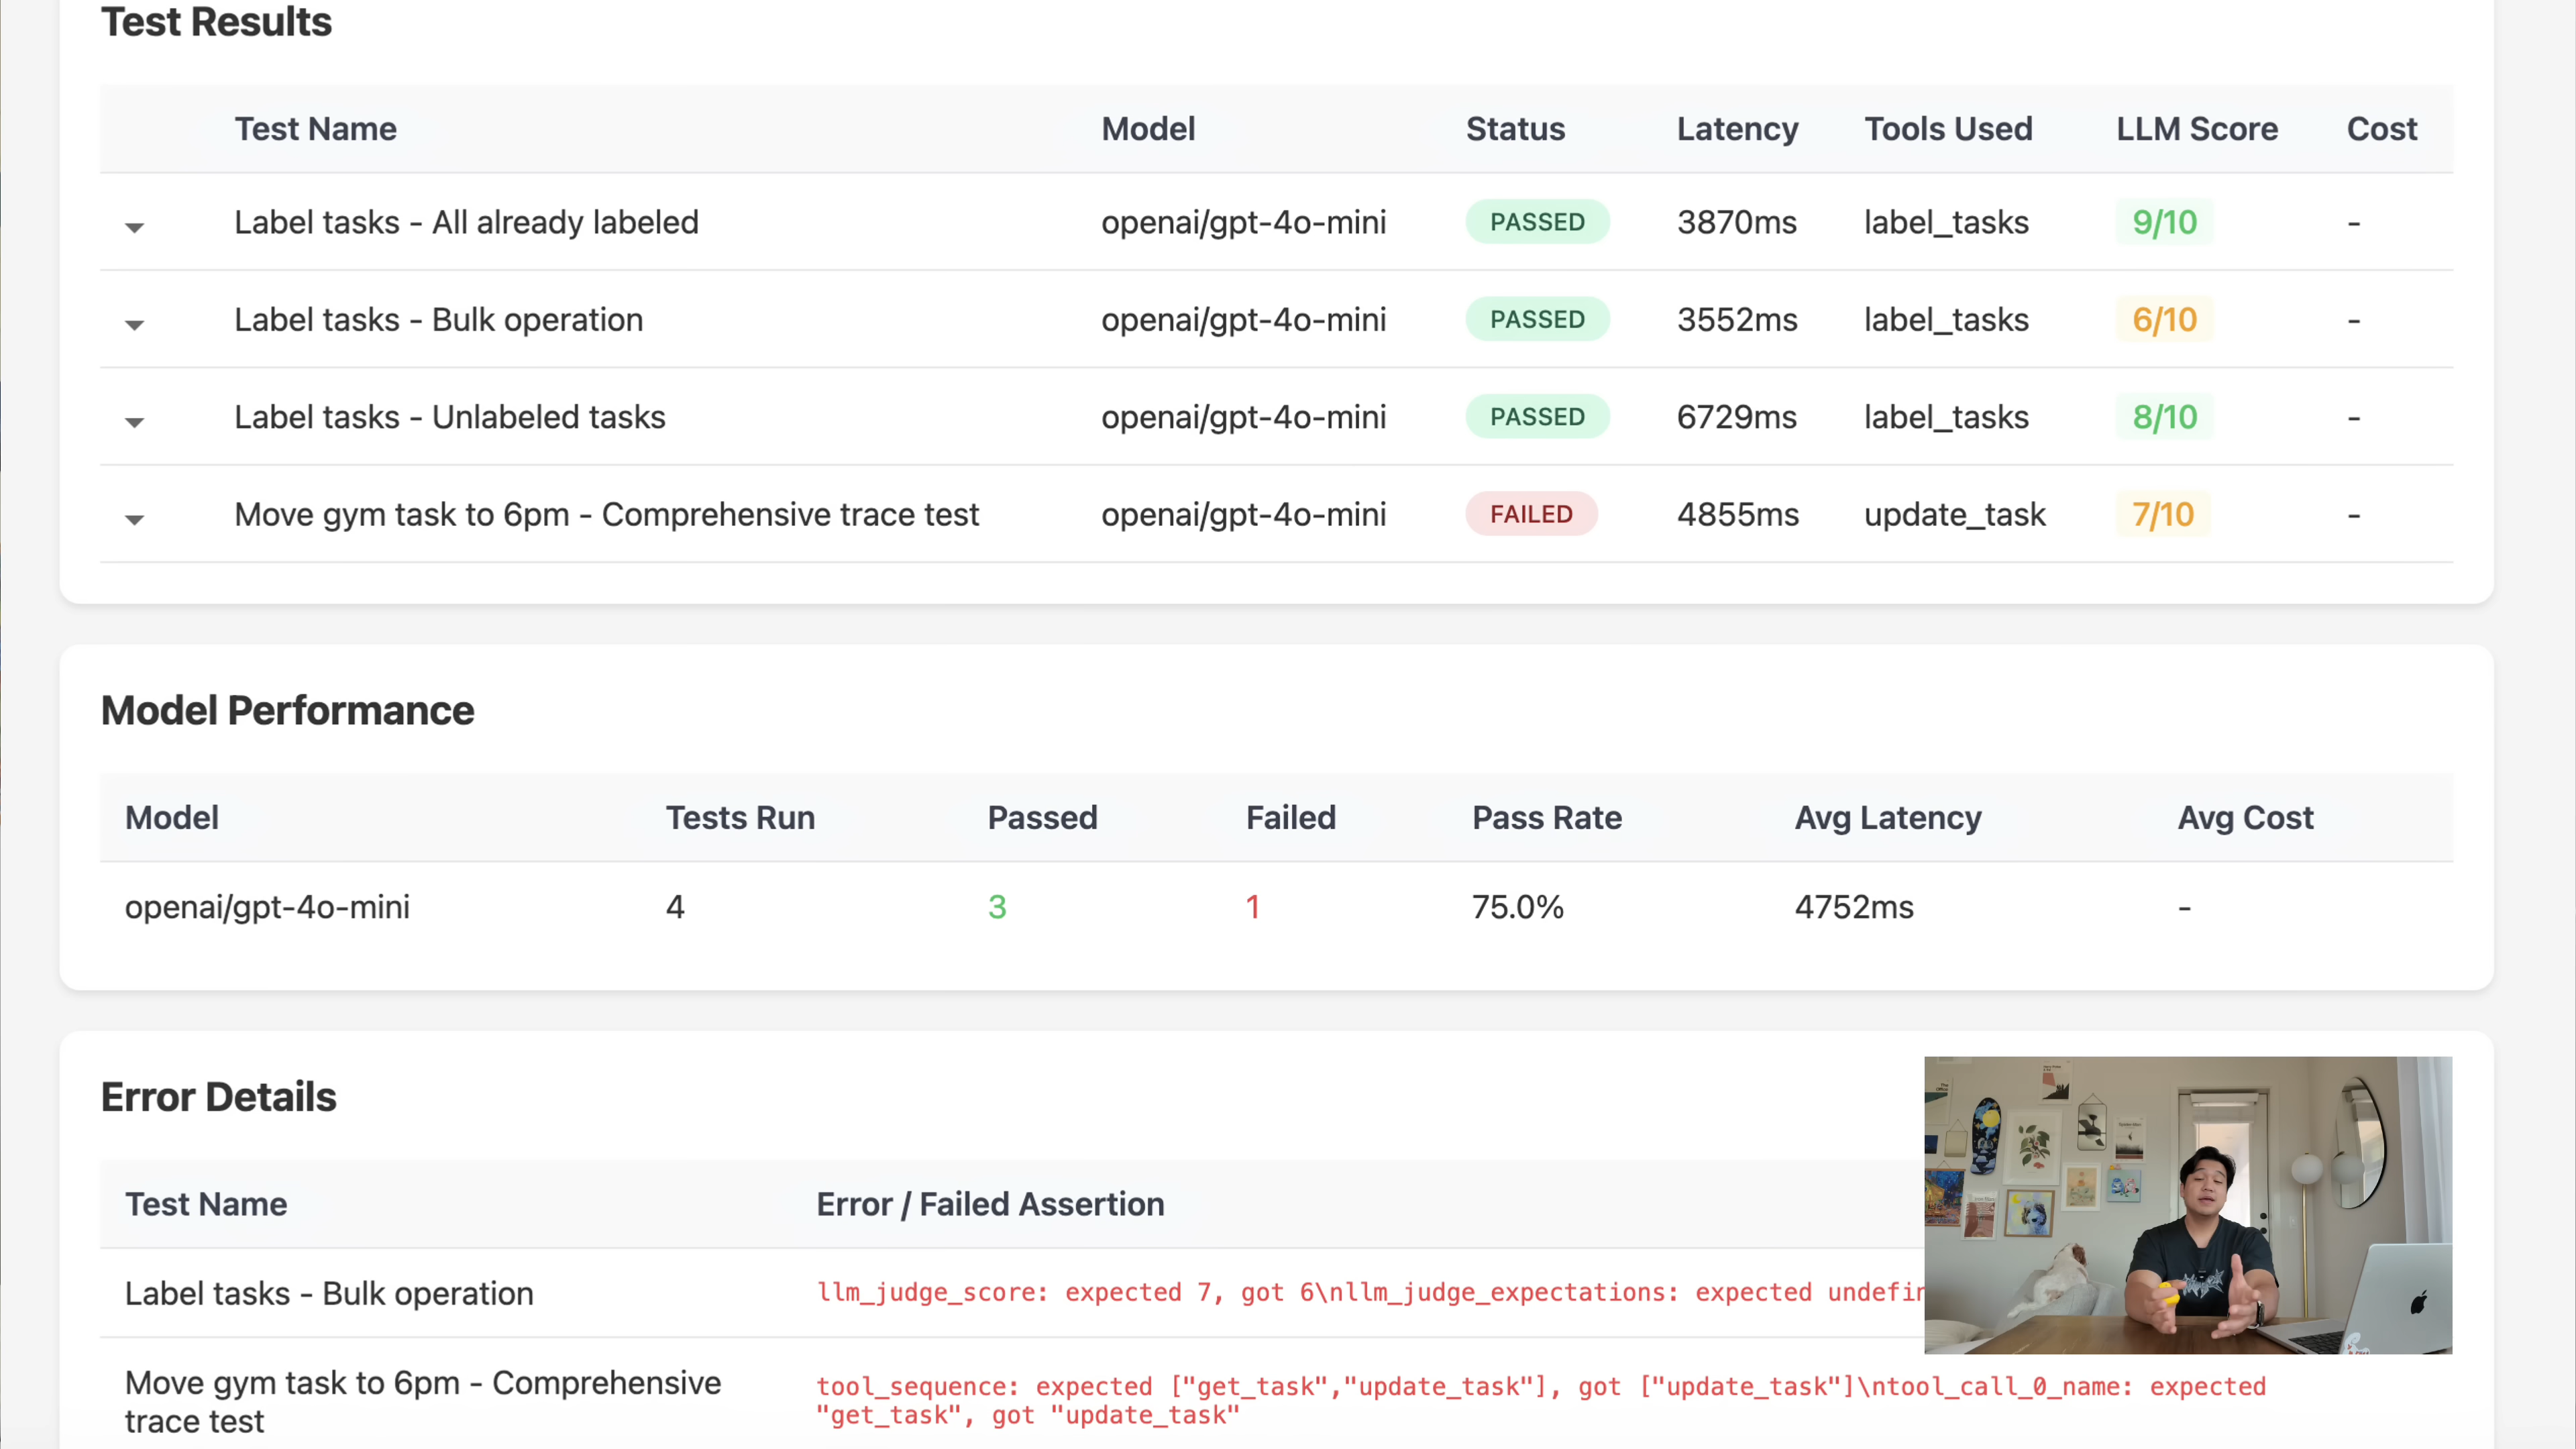 Test Results
Test Name Model Status Latency Tools Used LLM Score Cost
Label tasks - All already labeled openai/gpt-4o-mini PASSED 3870ms label_tasks 9/10 -
Label tasks - Bulk operation openai/gpt-4o-mini PASSED 3552ms label_tasks 6/10 -
Label tasks - Unlabeled tasks openai/gpt-4o-mini PASSED 6729ms label_tasks 8/10 -
Move gym task to 6pm - Comprehensive trace test openai/gpt-4o-mini FAILED 4855ms update_task 7/10 -
Model Performance
Model Tests Run Passed Failed Pass Rate Avg Latency Avg Cost
openai/gpt-4o-mini 4 3 1 75.0% 4752ms -
Error Details
Test Name Error / Failed Assertion
Label tasks - Bulk operation llm_judge_score: expected 7, got 6\nllm_judge_expectations: expected undefin
Move gym task to 6pm - Comprehensive
trace test
tool_sequence: expected ["get_task","update_task"], got ["update_task"]\ntool_call_0_name: expected
"get_task", got "update_task"